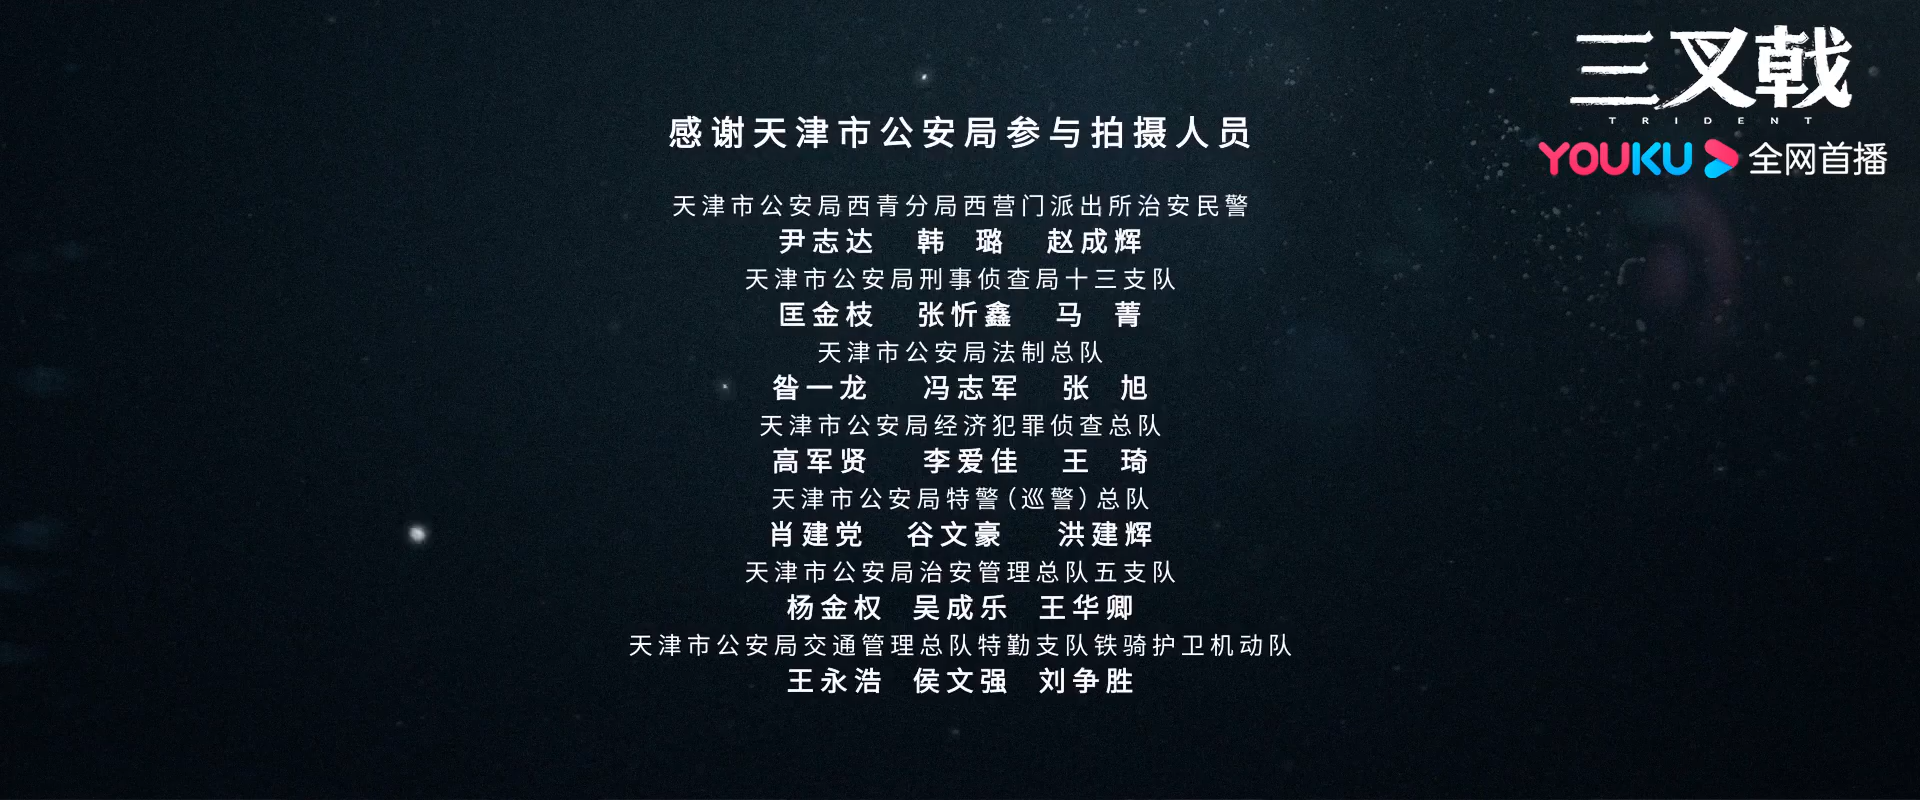 三叉戟
TRIDENT
YOUKU 全网首播
感谢天津市公安局参与拍摄人员
天津市公安局西青分局西营门派出所治安民警
尹志达 韩 璐 赵成辉
天津市公安局刑事侦查局十三支队
匡金枝 张忻鑫 马 菁
天津市公安局法制总队
昝一龙 冯志军 张 旭
天津市公安局经济犯罪侦查总队
高军贤 李爱佳 王 琦
天津市公安局特警(巡警)总队
肖建党 谷文豪 洪建辉
天津市公安局治安管理总队五支队
杨金权 吴成乐 王华卿
天津市公安局交通管理总队特勤支队铁骑护卫机动队
王永浩 侯文强 刘争胜